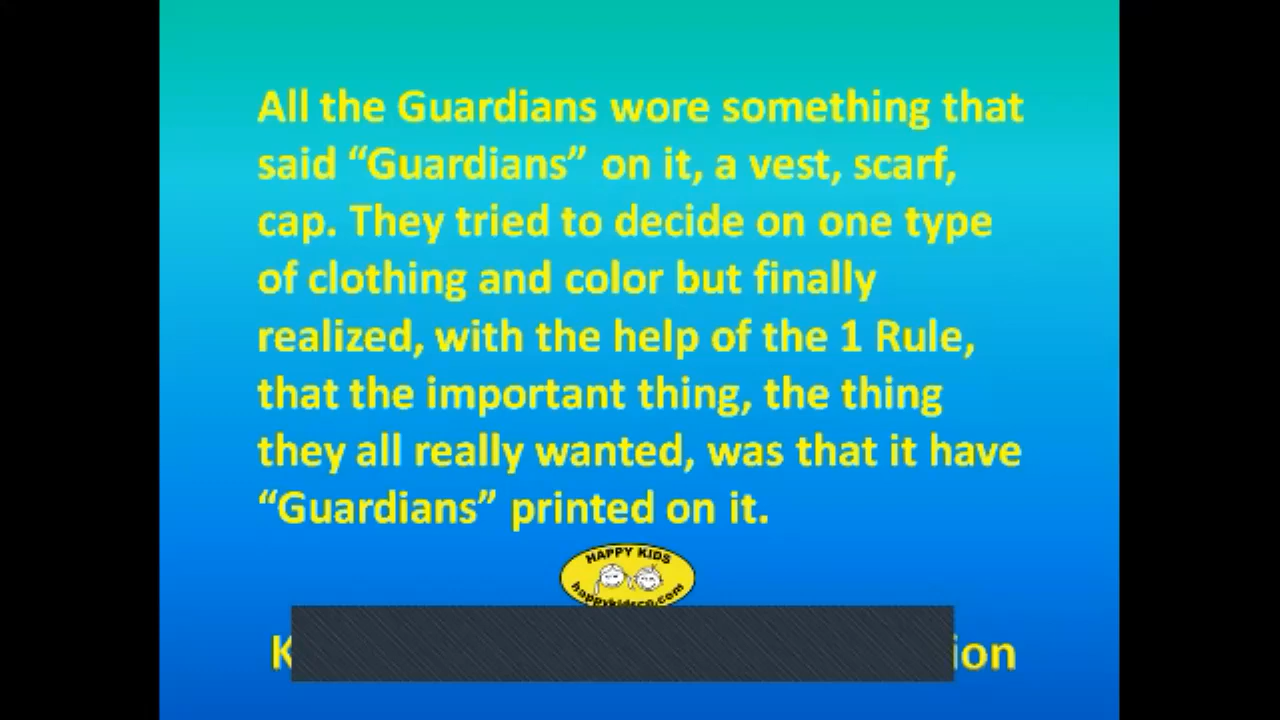 All the Guardians wore something that
said “Guardians” on it, a vest, scarf,
cap. They tried to decide on one type
of clothing and color but finally
realized, with the help of the 1 Rule,
that the important thing, the thing
they all really wanted, was that it have
“Guardians” printed on it.
HAPPY KIDS
happykidsco.com